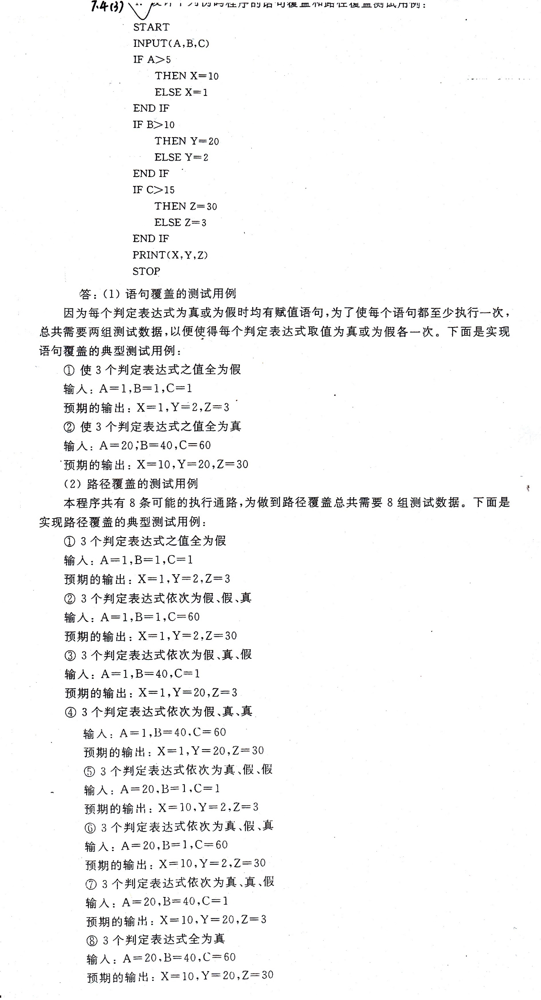 7.4(3) 1. 设计下列伪码程序的语句覆盖和路径覆盖测试用例：
START
INPUT(A,B,C)
IF A>5
THEN X=10
ELSE X=1
END IF
IF B>10
THEN Y=20
ELSE Y=2
END IF
IF C>15
THEN Z=30
ELSE Z=3
END IF
PRINT(X,Y,Z)
STOP
答：(1) 语句覆盖的测试用例
因为每个判定表达式为真或为假时均有赋值语句,为了使每个语句都至少执行一次,
总共需要两组测试数据,以便使得每个判定表达式取值为真或为假各一次。下面是实现
语句覆盖的典型测试用例：
① 使 3 个判定表达式之值全为假
输入：A=1,B=1,C=1
预期的输出：X=1,Y=2,Z=3
② 使 3 个判定表达式之值全为真
输入：A=20;B=40,C=60
预期的输出：X=10,Y=20,Z=30
(2) 路径覆盖的测试用例
本程序共有 8 条可能的执行通路,为做到路径覆盖总共需要 8 组测试数据。下面是
实现路径覆盖的典型测试用例：
① 3 个判定表达式之值全为假
输入：A=1,B=1,C=1
预期的输出：X=1,Y=2,Z=3
② 3 个判定表达式依次为假、假、真
输入：A=1,B=1,C=60
预期的输出：X=1,Y=2,Z=30
③ 3 个判定表达式依次为假、真、假
输入：A=1,B=40,C=1
预期的输出：X=1,Y=20,Z=3
④ 3 个判定表达式依次为假、真、真
输入：A=1,B=40,C=60
预期的输出：X=1,Y=20,Z=30
⑤ 3 个判定表达式依次为真、假、假
输入：A=20,B=1,C=1
预期的输出：X=10,Y=2,Z=3
⑥ 3 个判定表达式依次为真、假、真
输入：A=20,B=1,C=60
预期的输出：X=10,Y=2,Z=30
⑦ 3 个判定表达式依次为真、真、假
输入：A=20,B=40,C=1
预期的输出：X=10,Y=20,Z=3
⑧ 3 个判定表达式全为真
输入：A=20,B=40,C=60
预期的输出：X=10,Y=20,Z=30